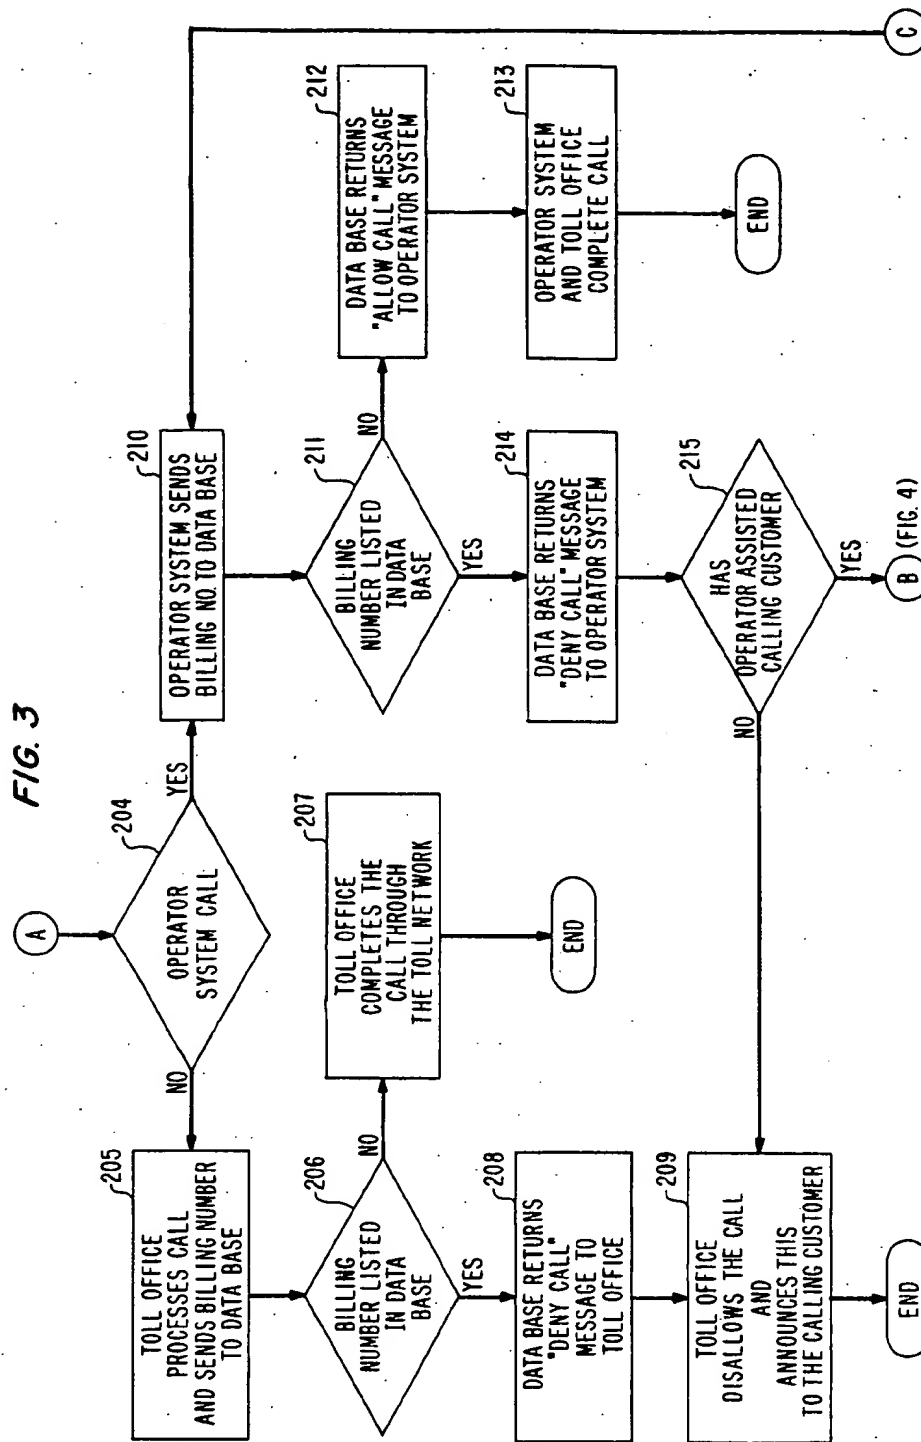 FIG. 3
A
204
OPERATOR
SYSTEM CALL
NO
YES
205
TOLL OFFICE
PROCESSES CALL
AND SENDS BILLING NUMBER
TO DATA BASE
206
BILLING
NUMBER LISTED
IN DATA
BASE
NO
YES
207
TOLL OFFICE
COMPLETES THE
CALL THROUGH
THE TOLL NETWORK
END
208
DATA BASE RETURNS
"DENY CALL"
MESSAGE TO
TOLL OFFICE
209
TOLL OFFICE
DISALLOWS THE CALL
AND
ANNOUNCES THIS
TO THE CALLING CUSTOMER
END
210
OPERATOR SYSTEM SENDS
BILLING NO. TO DATA BASE
211
BILLING
NUMBER LISTED
IN DATA
BASE
NO
YES
212
DATA BASE RETURNS
"ALLOW CALL" MESSAGE
TO OPERATOR SYSTEM
213
OPERATOR SYSTEM
AND TOLL OFFICE
COMPLETE CALL
END
214
DATA BASE RETURNS
"DENY CALL" MESSAGE
TO OPERATOR SYSTEM
215
HAS
OPERATOR ASSISTED
CALLING CUSTOMER
NO
YES
B (FIG. 4)
C